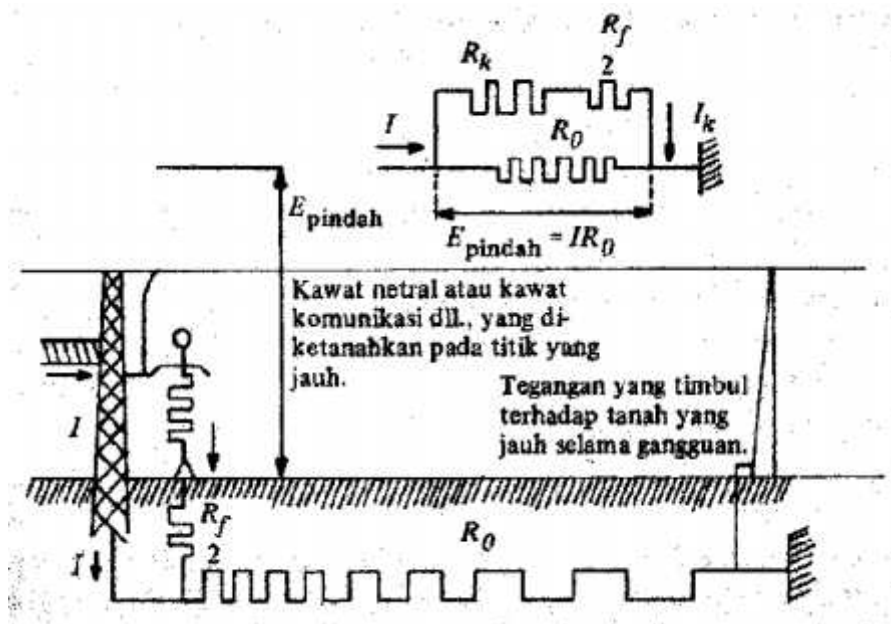 R_f
R_k
2
I
R_0
I_k
E_pindah
E_pindah = IR_0
Kawat netral atau kawat
komunikasi dll., yang di-
ketanahkan pada titik yang
jauh.
Tegangan yang timbul
terhadap tanah yang
jauh selama gangguan.
I
R_f
2
R_0
I